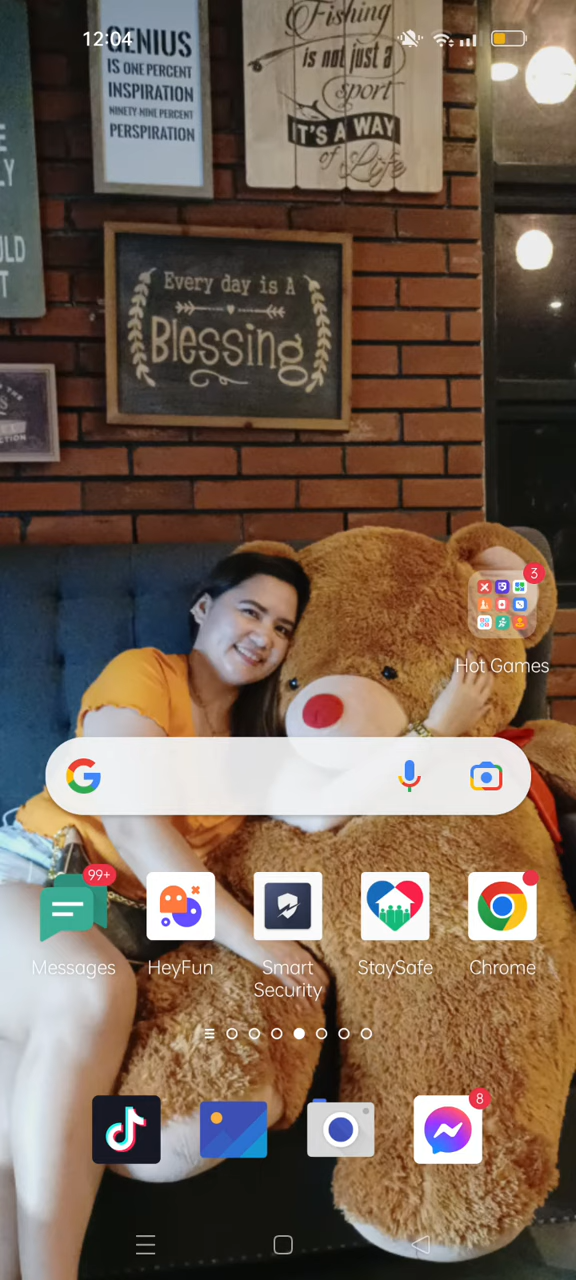 12:04
GENIUS
IS ONE PERCENT
INSPIRATION
NINETY-NINE PERCENT
PERSPIRATION
Fishing
is not just a
sport
IT'S A WAY
of Life
Every day is A
Blessing
3
Hot Games
G
99+
Messages
HeyFun
Smart
Security
StaySafe
Chrome
8